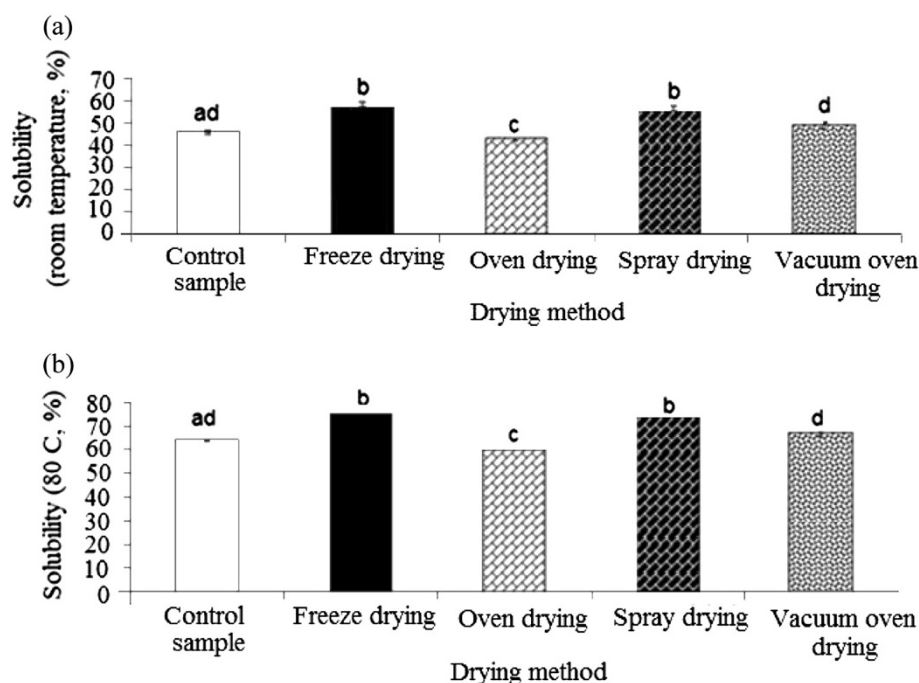 (a)
Solubility
(room temperature, %)
70
60
50
40
30
20
10
0
ad
b
c
b
d
Control
sample
Freeze drying
Oven drying
Spray drying
Vacuum oven
drying
Drying method
(b)
Solubility (80 C, %)
80
70
60
50
40
30
20
10
0
ad
b
c
b
d
Control
sample
Freeze drying
Oven drying
Spray drying
Vacuum oven
drying
Drying method